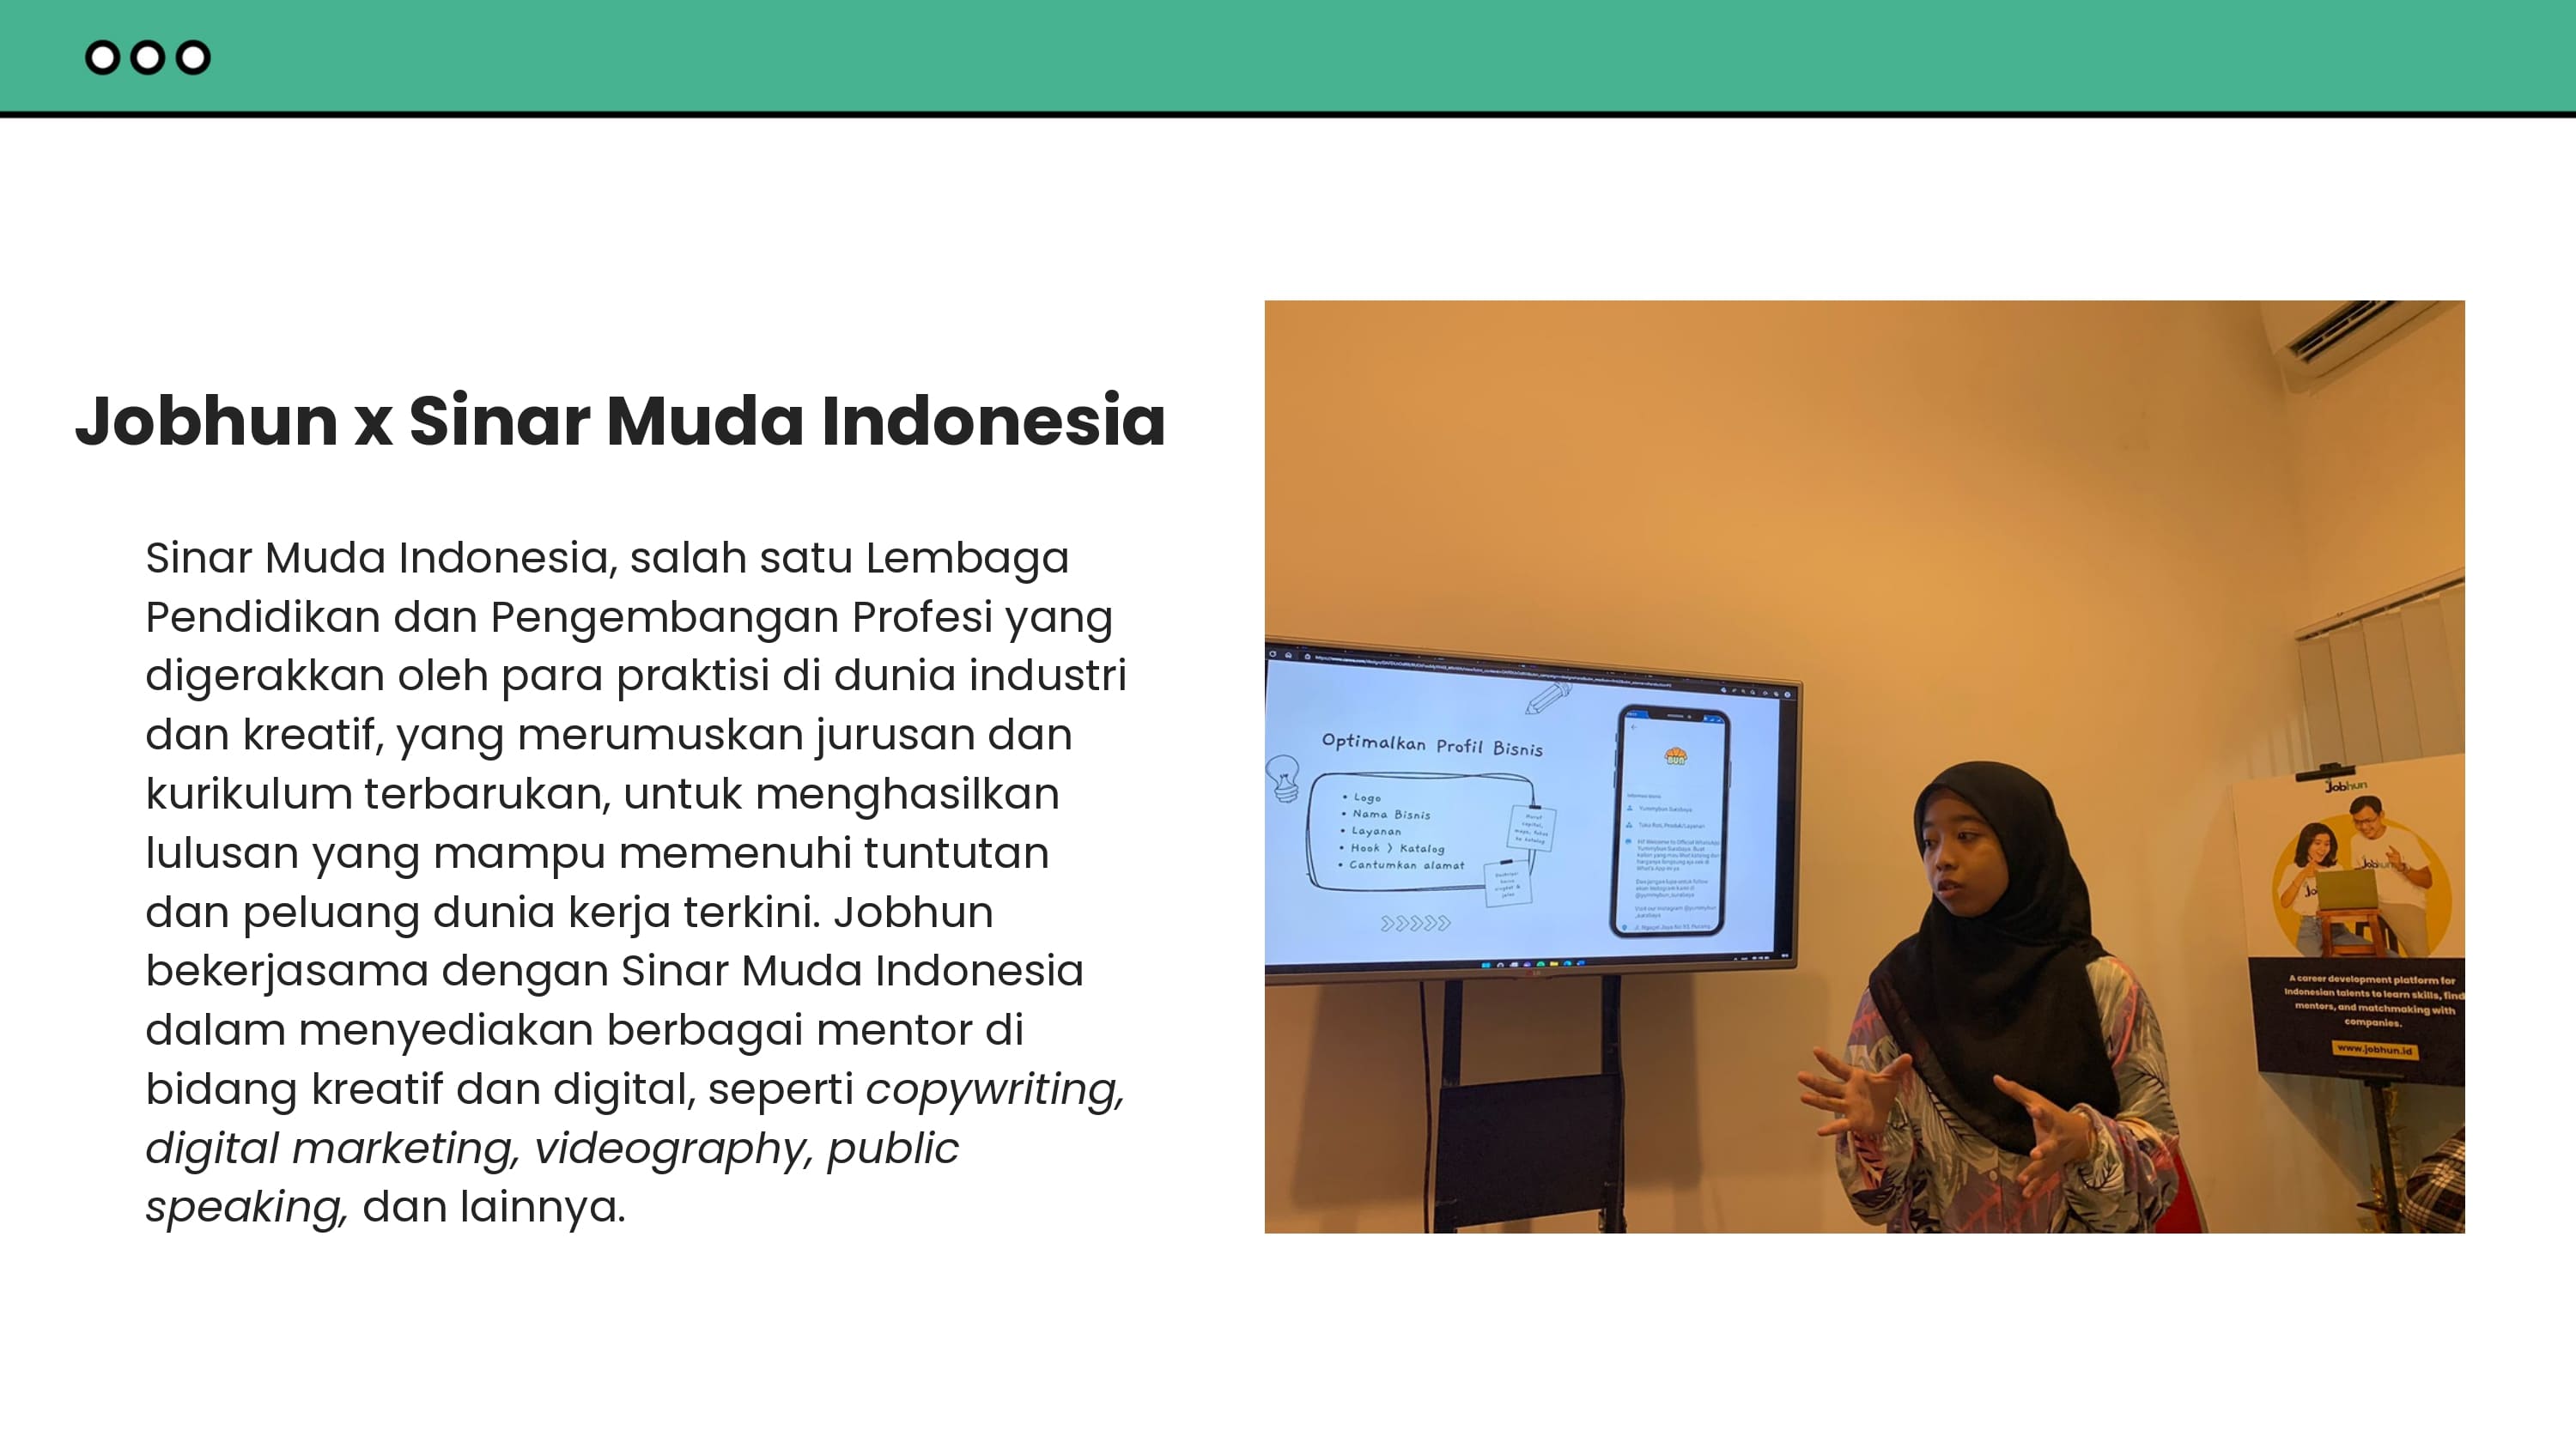 Jobhun x Sinar Muda Indonesia
Sinar Muda Indonesia, salah satu Lembaga
Pendidikan dan Pengembangan Profesi yang
digerakkan oleh para praktisi di dunia industri
dan kreatif, yang merumuskan jurusan dan
kurikulum terbarukan, untuk menghasilkan
lulusan yang mampu memenuhi tuntutan
dan peluang dunia kerja terkini. Jobhun
bekerjasama dengan Sinar Muda Indonesia
dalam menyediakan berbagai mentor di
bidang kreatif dan digital, seperti copywriting,
digital marketing, videography, public
speaking, dan lainnya.
Optimalkan Profil Bisnis
• Logo
• Nama Bisnis
• Layanan
• Hook > Katalog
• Cantumkan alamat
BUN
Yummybun Surabaya
Jobhun
A career development platform for
Indonesian talents to learn skills, find
mentors, and matchmaking with
companies.
www.jobhun.id